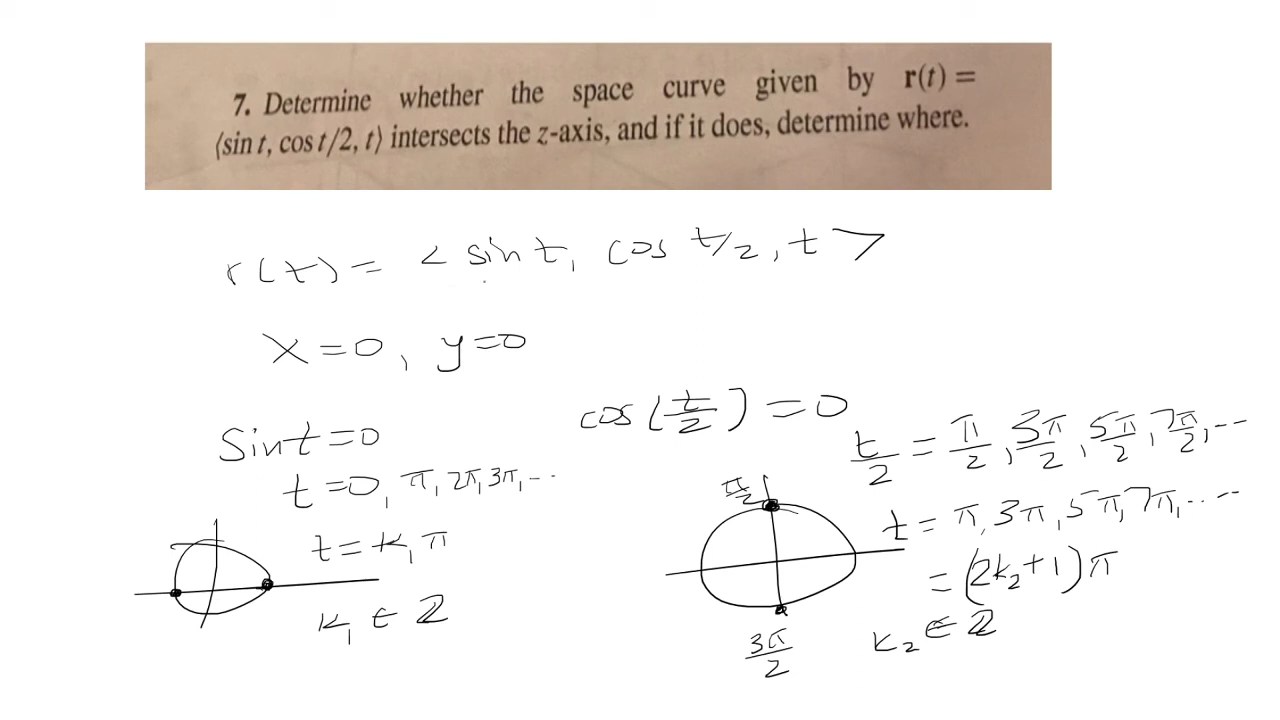 7. Determine whether the space curve given by r(t) =
⟨sin t, cos t/2, t⟩ intersects the z-axis, and if it does, determine where.
r(t) = < sin t, cos t/2, t >
x=0, y=0
sin t = 0
t = 0, π, 2π, 3π, ...
t = k₁π
k₁ ∈ ℤ
cos(t/2) = 0
t/2 = π/2, 3π/2, 5π/2, 7π/2, ...
t = π, 3π, 5π, 7π, ...
= (2k₂+1)π
k₂ ∈ ℤ
π/2
3π/2